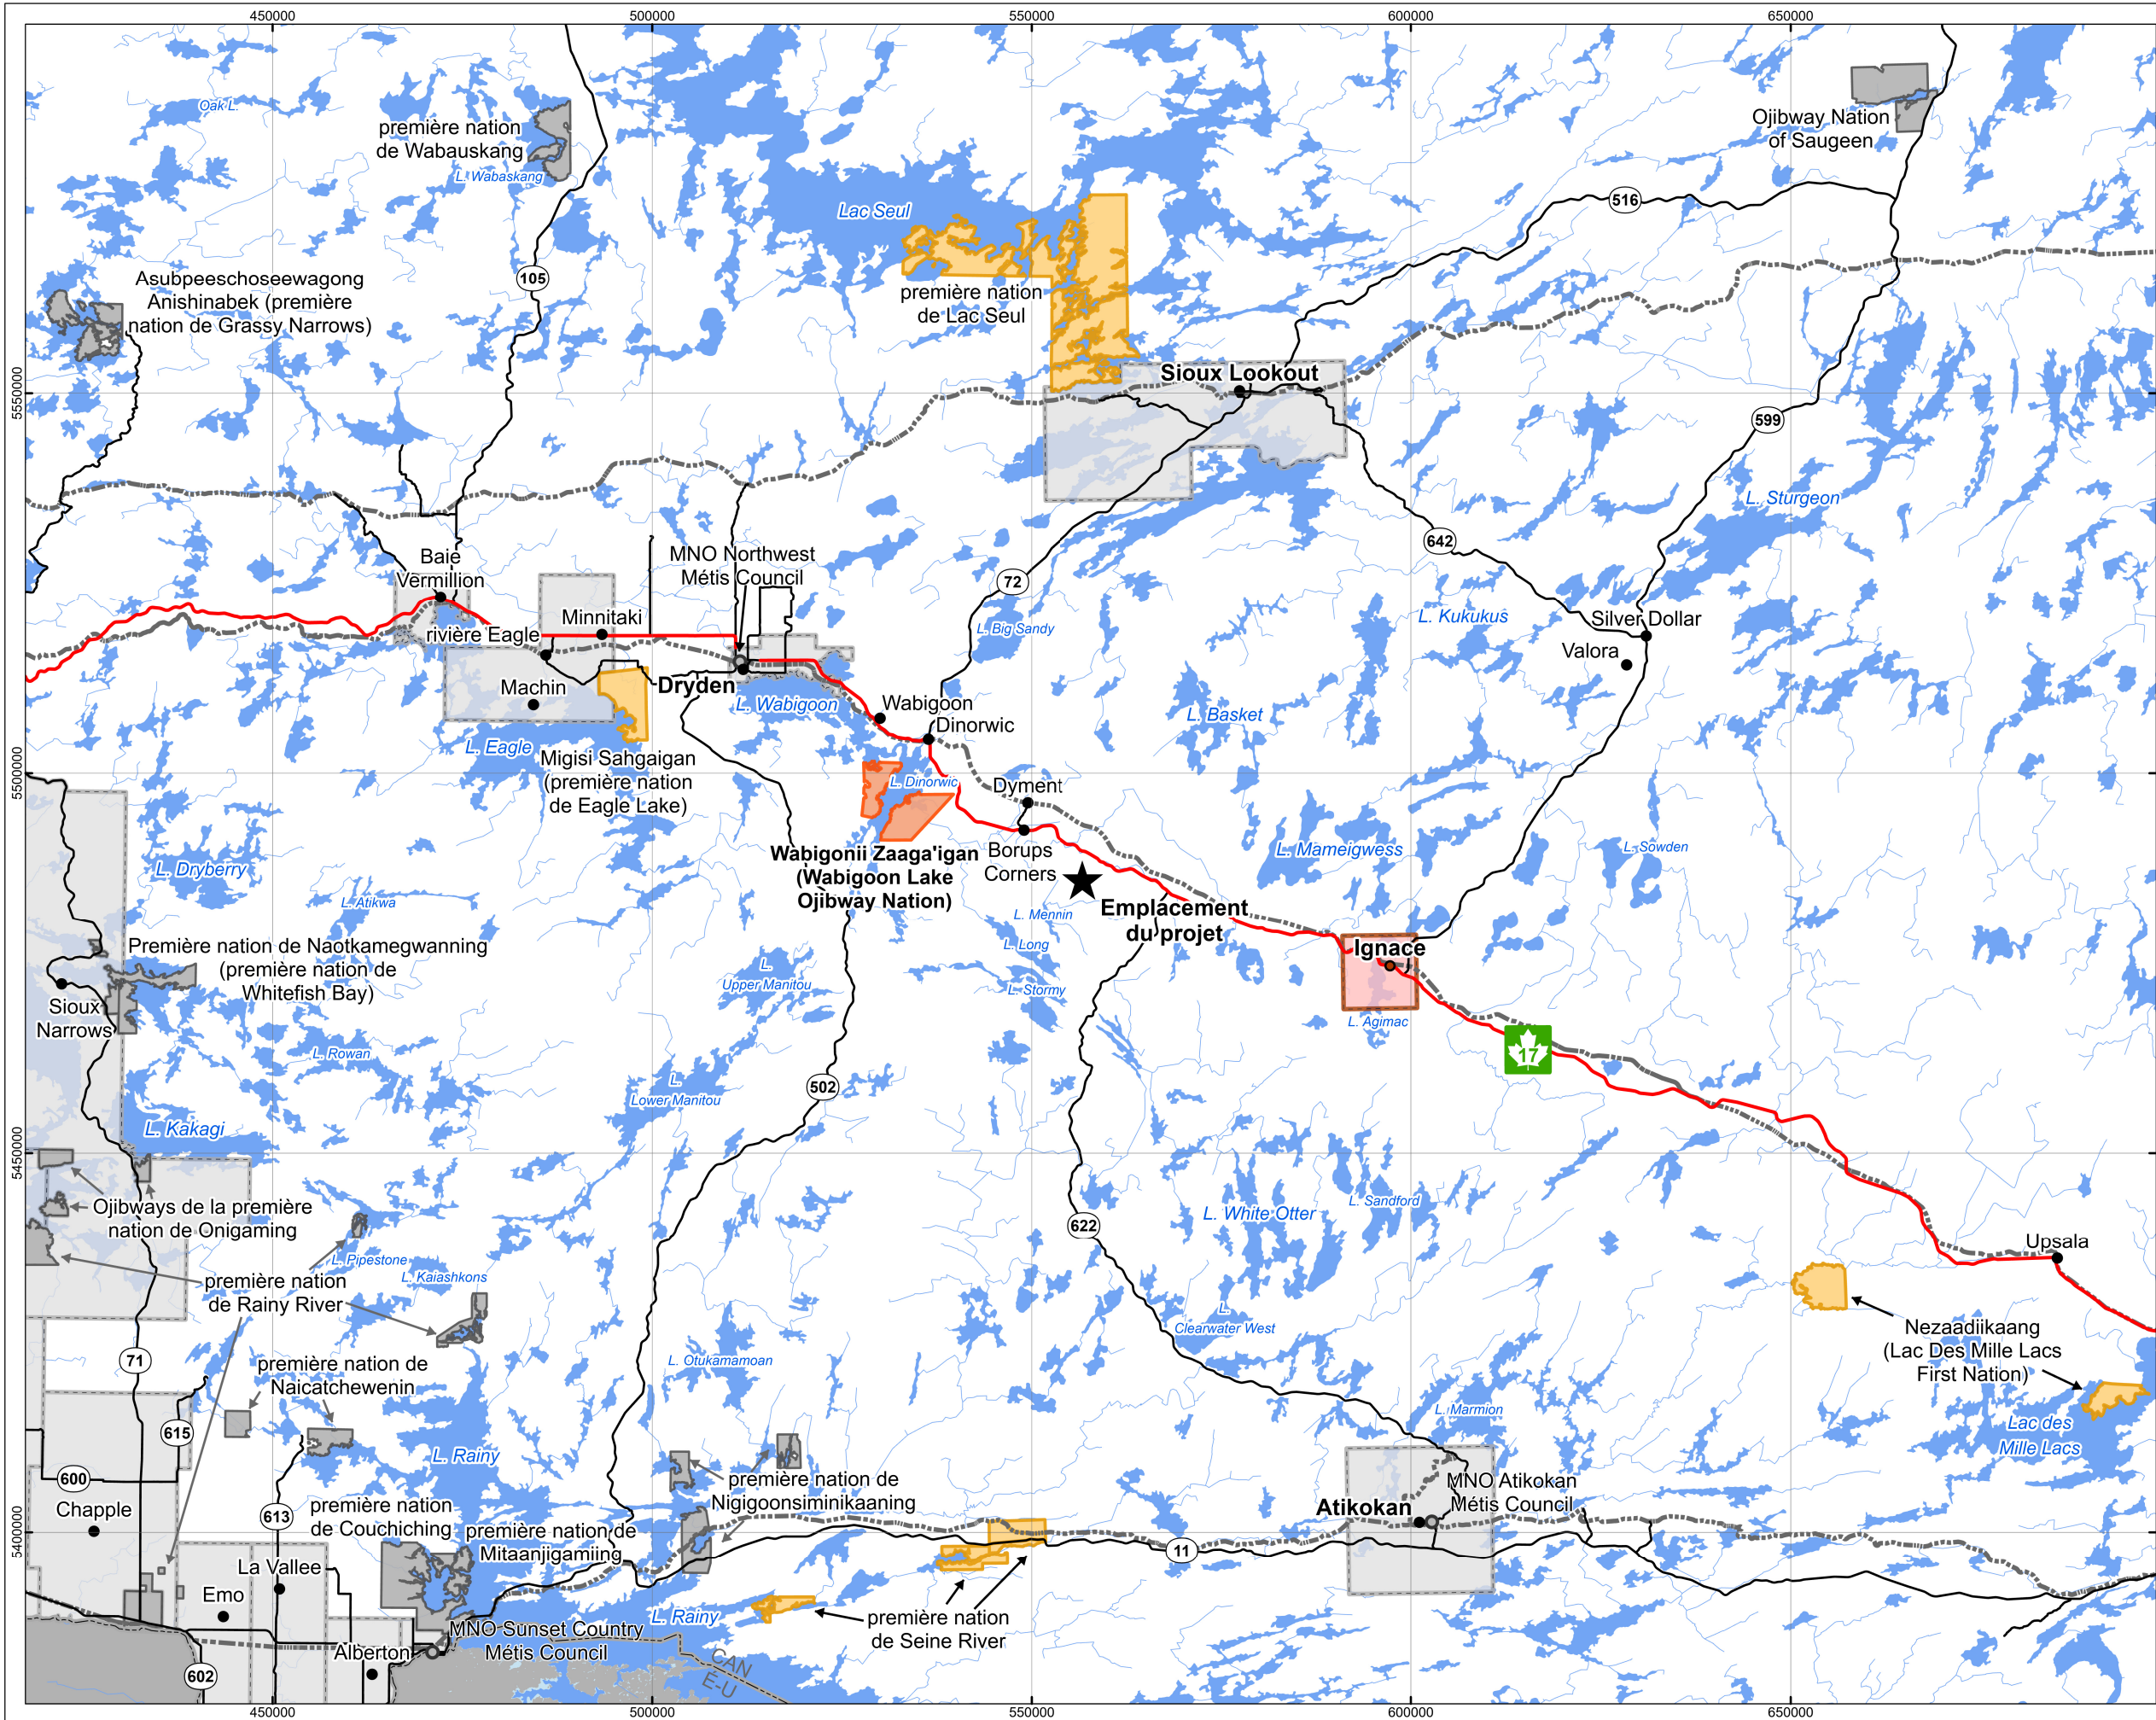 450000
500000
550000
600000
650000
Oak L.
première nation
de Wabauskang
L. Wabaskang
Ojibway Nation
of Saugeen
516
Lac Seul
105
Asubpeeschoseewagong
Anishinabek (première
nation de Grassy Narrows)
première nation
de Lac Seul
Sioux Lookout
5550000
599
L. Sturgeon
642
Baie
Vermillion
MNO Northwest
Métis Council
72
Minnitaki
rivière Eagle
L. Big Sandy
L. Kukukus
Silver Dollar
Valora
Machin
Dryden
L. Wabigoon
Wabigoon
Dinorwic
L. Basket
L. Eagle
Migisi Sahgaigan
(première nation
de Eagle Lake)
5500000
L. Dinorwic
Dyment
Wabigonii Zaaga'igan
(Wabigoon Lake
Ojibway Nation)
Borups
Corners
L. Mameigwess
L. Sowden
L. Dryberry
L. Atikwa
L. Mennin
Emplacement
du projet
L. Long
Première nation de Naotkamegwanning
(première nation de
Whitefish Bay)
Ignace
L.
Upper Manitou
L. Stormy
Sioux
Narrows
L. Agimac
L. Rowan
17
L.
Lower Manitou
502
L. Kakagi
5450000
Ojibways de la première
nation de Onigaming
L. White Otter
L. Sandford
622
Upsala
L. Pipestone
L. Kaiashkons
première nation
de Rainy River
L.
Clearwater West
Nezaadiikaang
(Lac Des Mille Lacs
First Nation)
71
première nation de
Naicatchewenin
L. Otukamamoan
L. Marmion
Lac des
Mille Lacs
615
L. Rainy
600
première nation de
Nigigoonsiminikaaning
MNO Atikokan
Métis Council
Chapple
613
première nation
de Couchiching
Atikokan
5400000
première nation de
Mitaanjigamiing
11
La Vallee
Emo
L. Rainy
première nation
de Seine River
MNO Sunset Country
Métis Council
Alberton
602
CAN
É-U
450000
500000
550000
600000
650000